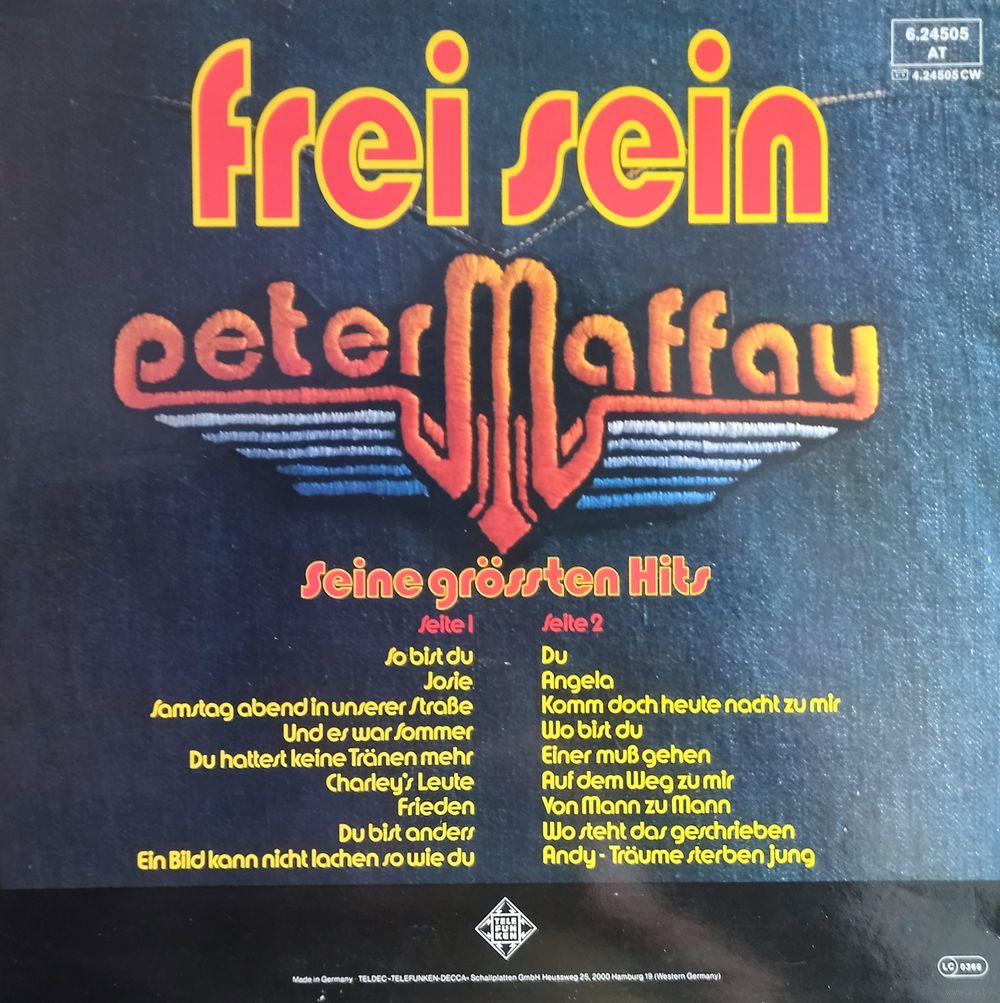 6.24505
AT
4.24505 CW
frei sein
peter Maffay
Seine grössten Hits
Seite 1
So bist du
Josie
Samstag abend in unserer Straße
Und es war Sommer
Du hattest keine Tränen mehr
Charley's Leute
Frieden
Du bist anders
Ein Bild kann nicht lachen so wie du
Seite 2
Du
Angela
Komm doch heute nacht zu mir
Wo bist du
Einer muß gehen
Auf dem Weg zu mir
Von Mann zu Mann
Wo steht das geschrieben
Andy - Träume sterben jung
TELE
FUN
KEN
Made in Germany · TELDEC »TELEFUNKEN-DECCA« Schallplatten GmbH Heussweg 25, 2000 Hamburg 19 (Western Germany)
LC 0366